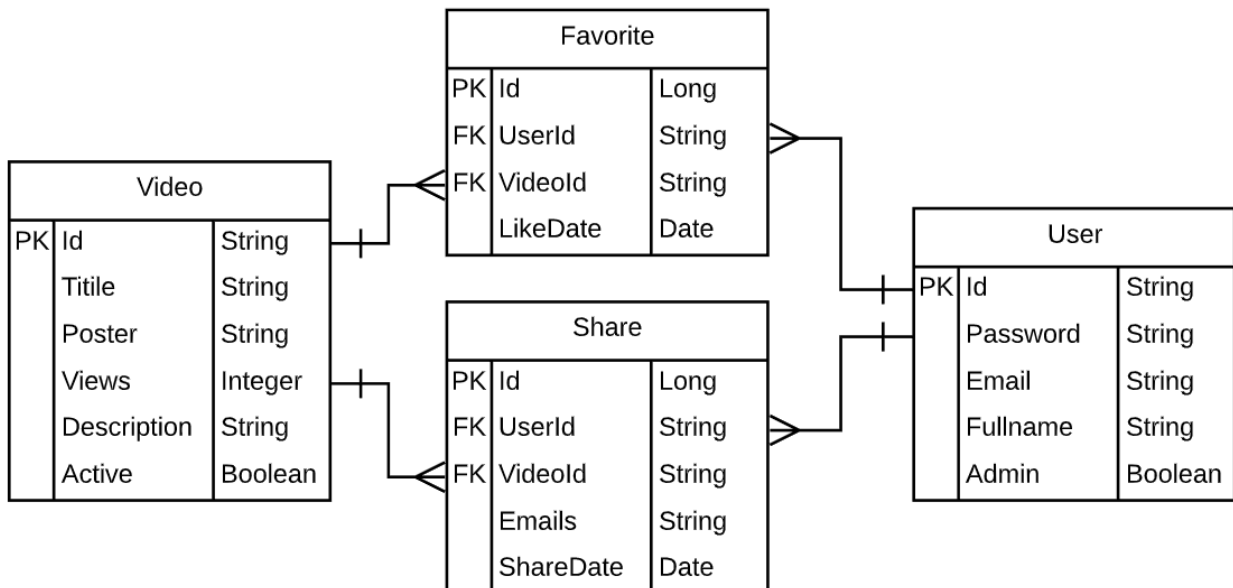 Favorite
PK Id Long
FK UserId String
FK VideoId String
LikeDate Date
Video
PK Id String
Titile String
Poster String
Views Integer
Description String
Active Boolean
Share
PK Id Long
FK UserId String
FK VideoId String
Emails String
ShareDate Date
User
PK Id String
Password String
Email String
Fullname String
Admin Boolean